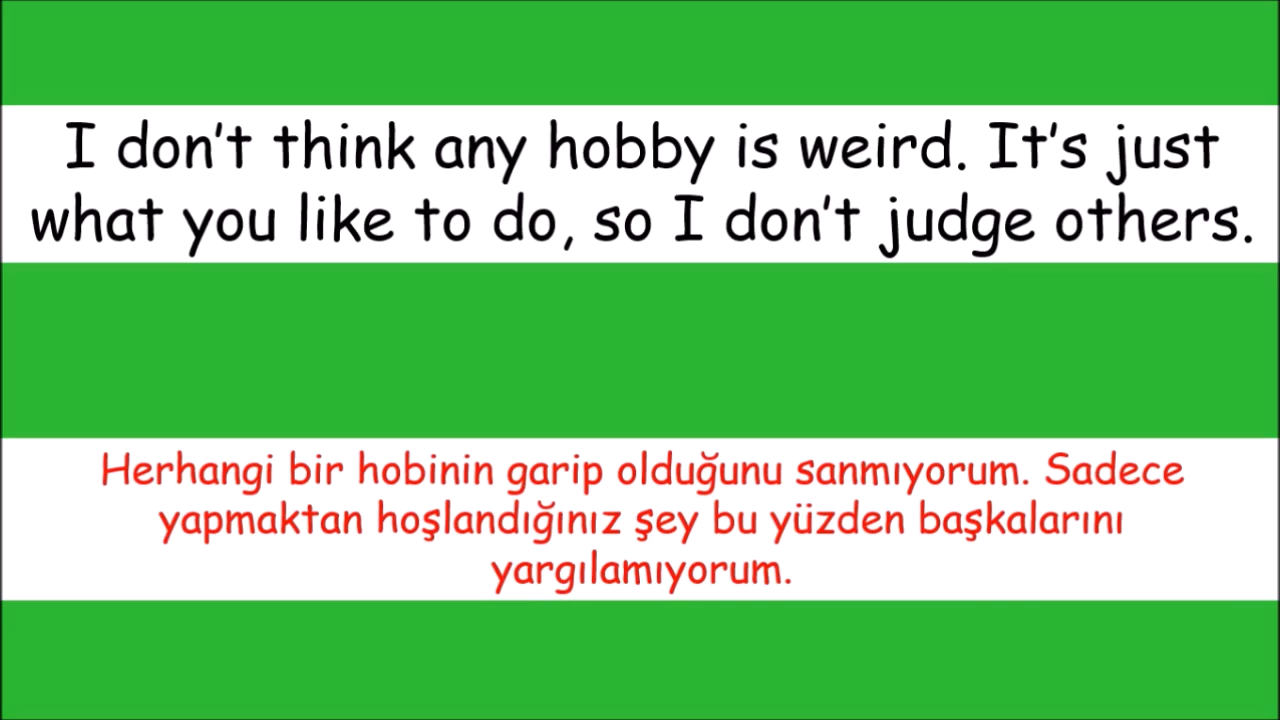 I don’t think any hobby is weird. It’s just
what you like to do, so I don’t judge others.
Herhangi bir hobinin garip olduğunu sanmıyorum. Sadece
yapmaktan hoşlandığınız şey bu yüzden başkalarını
yargılamıyorum.